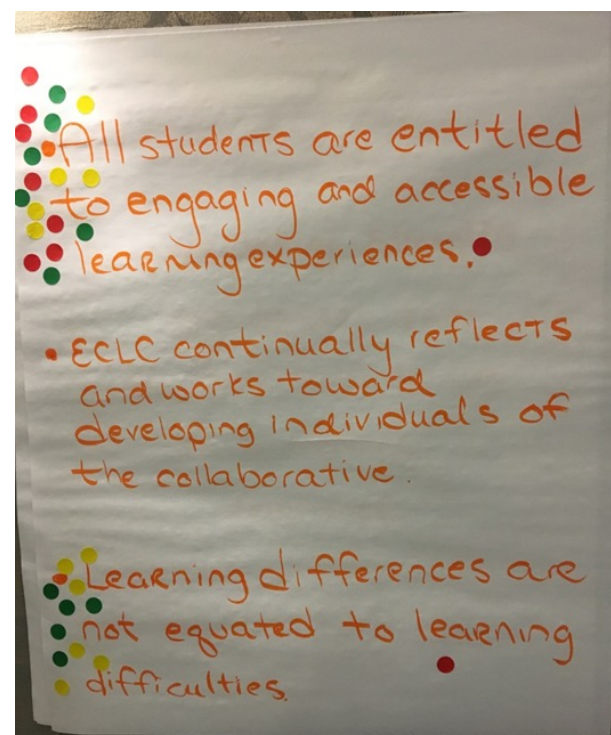 • All students are entitled
to engaging and accessible
learning experiences.
• ECLC continually reflects
and works toward
developing individuals of
the collaborative.
• Learning differences are
not equated to learning
difficulties.